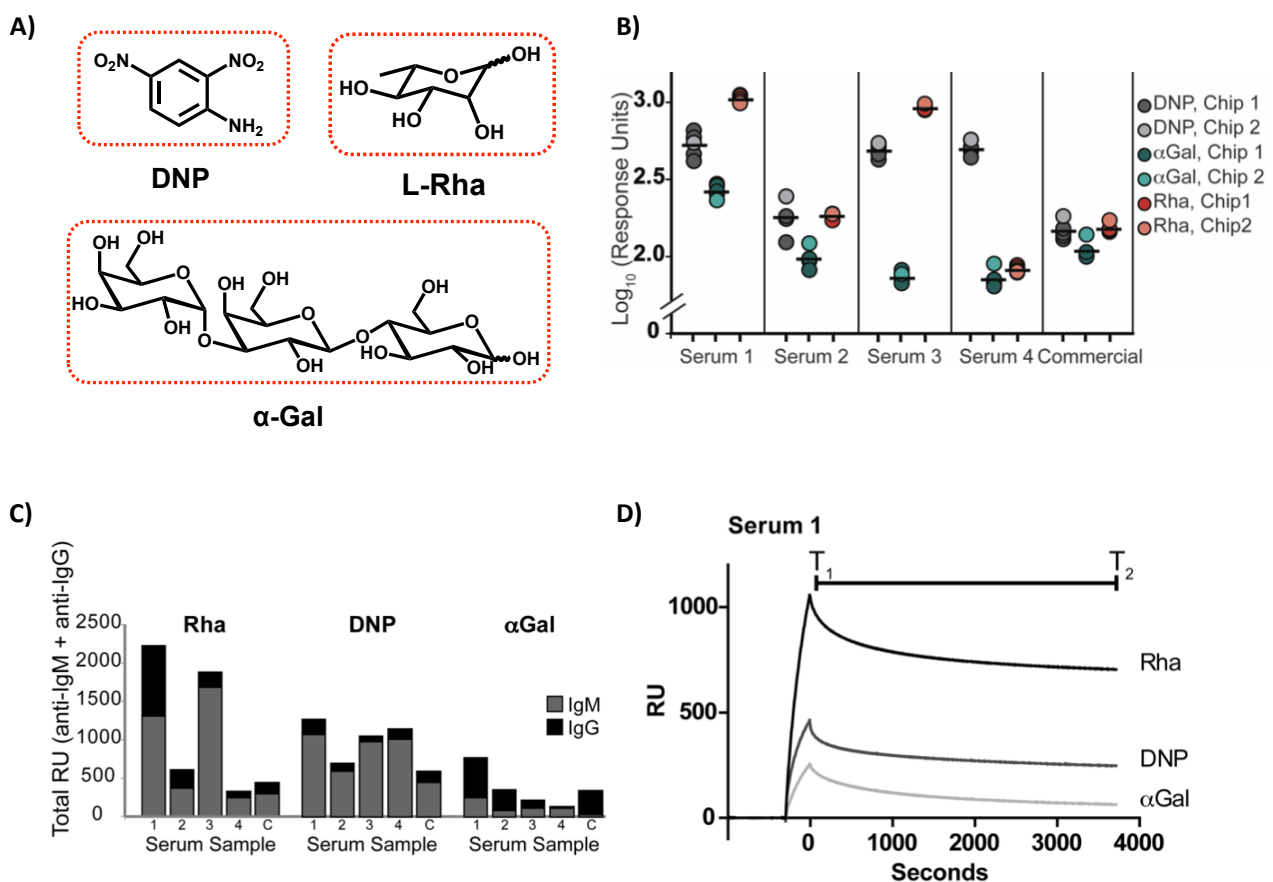 A)
O₂N
NO₂
NH₂
DNP
OH
O
HO
HO
OH
L-Rha
OH
OH
O
HO
OH
O
OH
OH
O
OH
O
OH
O
HO
OH
OH
α-Gal
B)
Log₁₀ (Response Units)
3.0
2.5
2.0
0
Serum 1
Serum 2
Serum 3
Serum 4
Commercial
DNP, Chip 1
DNP, Chip 2
αGal, Chip 1
αGal, Chip 2
Rha, Chip1
Rha, Chip2
C)
Total RU (anti-IgM + anti-IgG)
2500
2000
1500
1000
500
0
Rha
DNP
αGal
IgM
IgG
1 2 3 4 C
1 2 3 4 C
1 2 3 4 C
Serum Sample
Serum Sample
Serum Sample
D)
Serum 1
T₁
T₂
RU
1000
500
0
Rha
DNP
αGal
0 1000 2000 3000 4000
Seconds